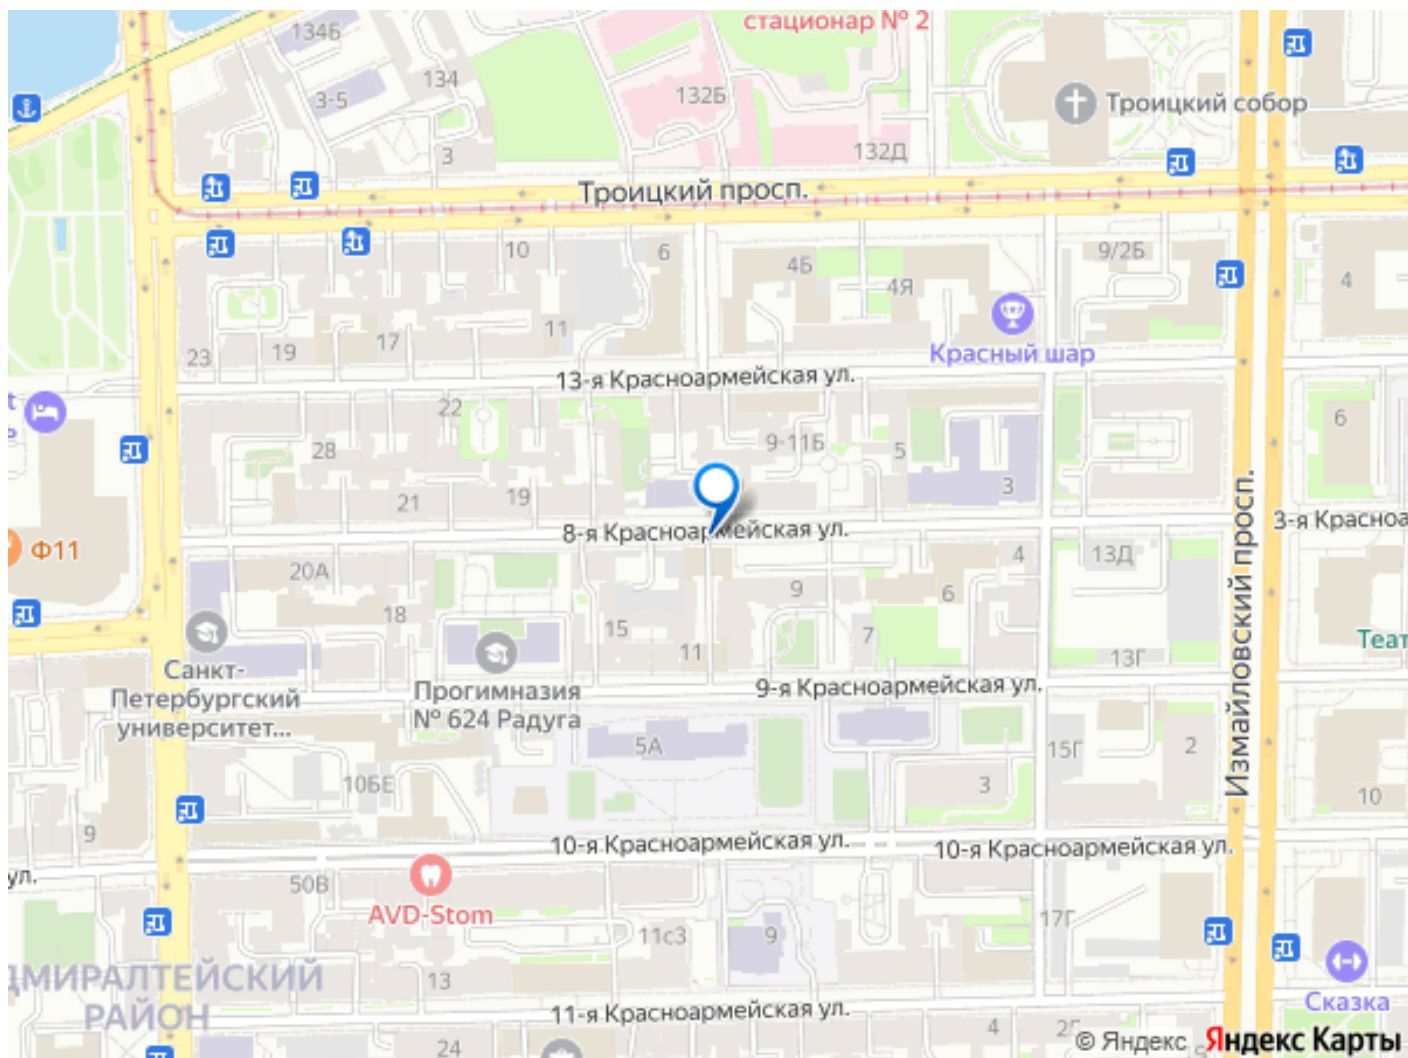 стационар № 2
134Б
134
3-5
132Б
Троицкий собор
3
132Д
Троицкий просп.
10
6
4Б
9/2Б
4Я
4
11
17
19
23
Красный шар
13-я Красноармейская ул.
22
6
28
9-11Б
5
21
19
3
8-я Красноармейская ул.
3-я Красноа
Ф11
20А
4
13Д
9
6
18
15
7
11
13Г
Теат
Санкт-
Петербургский
университет...
Прогимназия
№ 624 Радуга
9-я Красноармейская ул.
Измайловский просп.
5А
15Г
2
10БЕ
3
10
9
10-я Красноармейская ул.
10-я Красноармейская ул.
ул.
50В
AVD-Stom
17Г
11с3
9
13
ДМИРАЛТЕЙСКИЙ
РАЙОН
Сказка
11-я Красноармейская ул.
4
24
© Яндекс Яндекс Карты